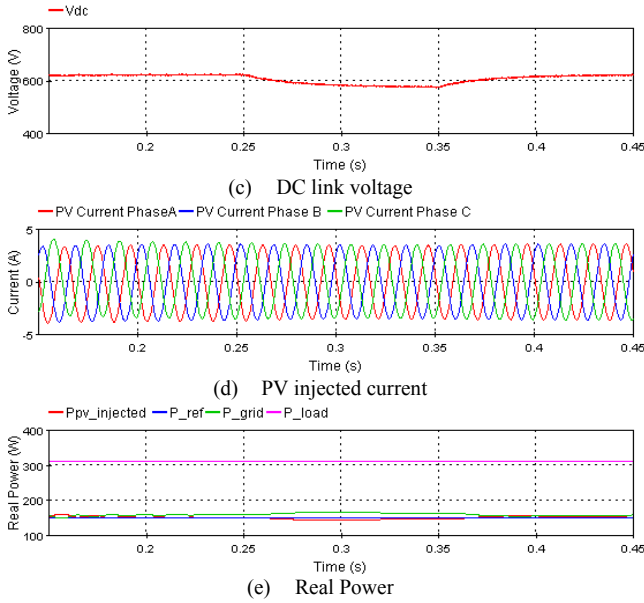 Vdc
800
600
400
Voltage (V)
0.2 0.25 0.3 0.35 0.4 0.45
Time (s)
(c) DC link voltage
PV Current PhaseA PV Current Phase B PV Current Phase C
5
0
-5
Current (A)
0.2 0.25 0.3 0.35 0.4 0.45
Time (s)
(d) PV injected current
Ppv_injected P_ref P_grid P_load
400
300
200
100
Real Power (W)
0.2 0.25 0.3 0.35 0.4 0.45
Time (s)
(e) Real Power